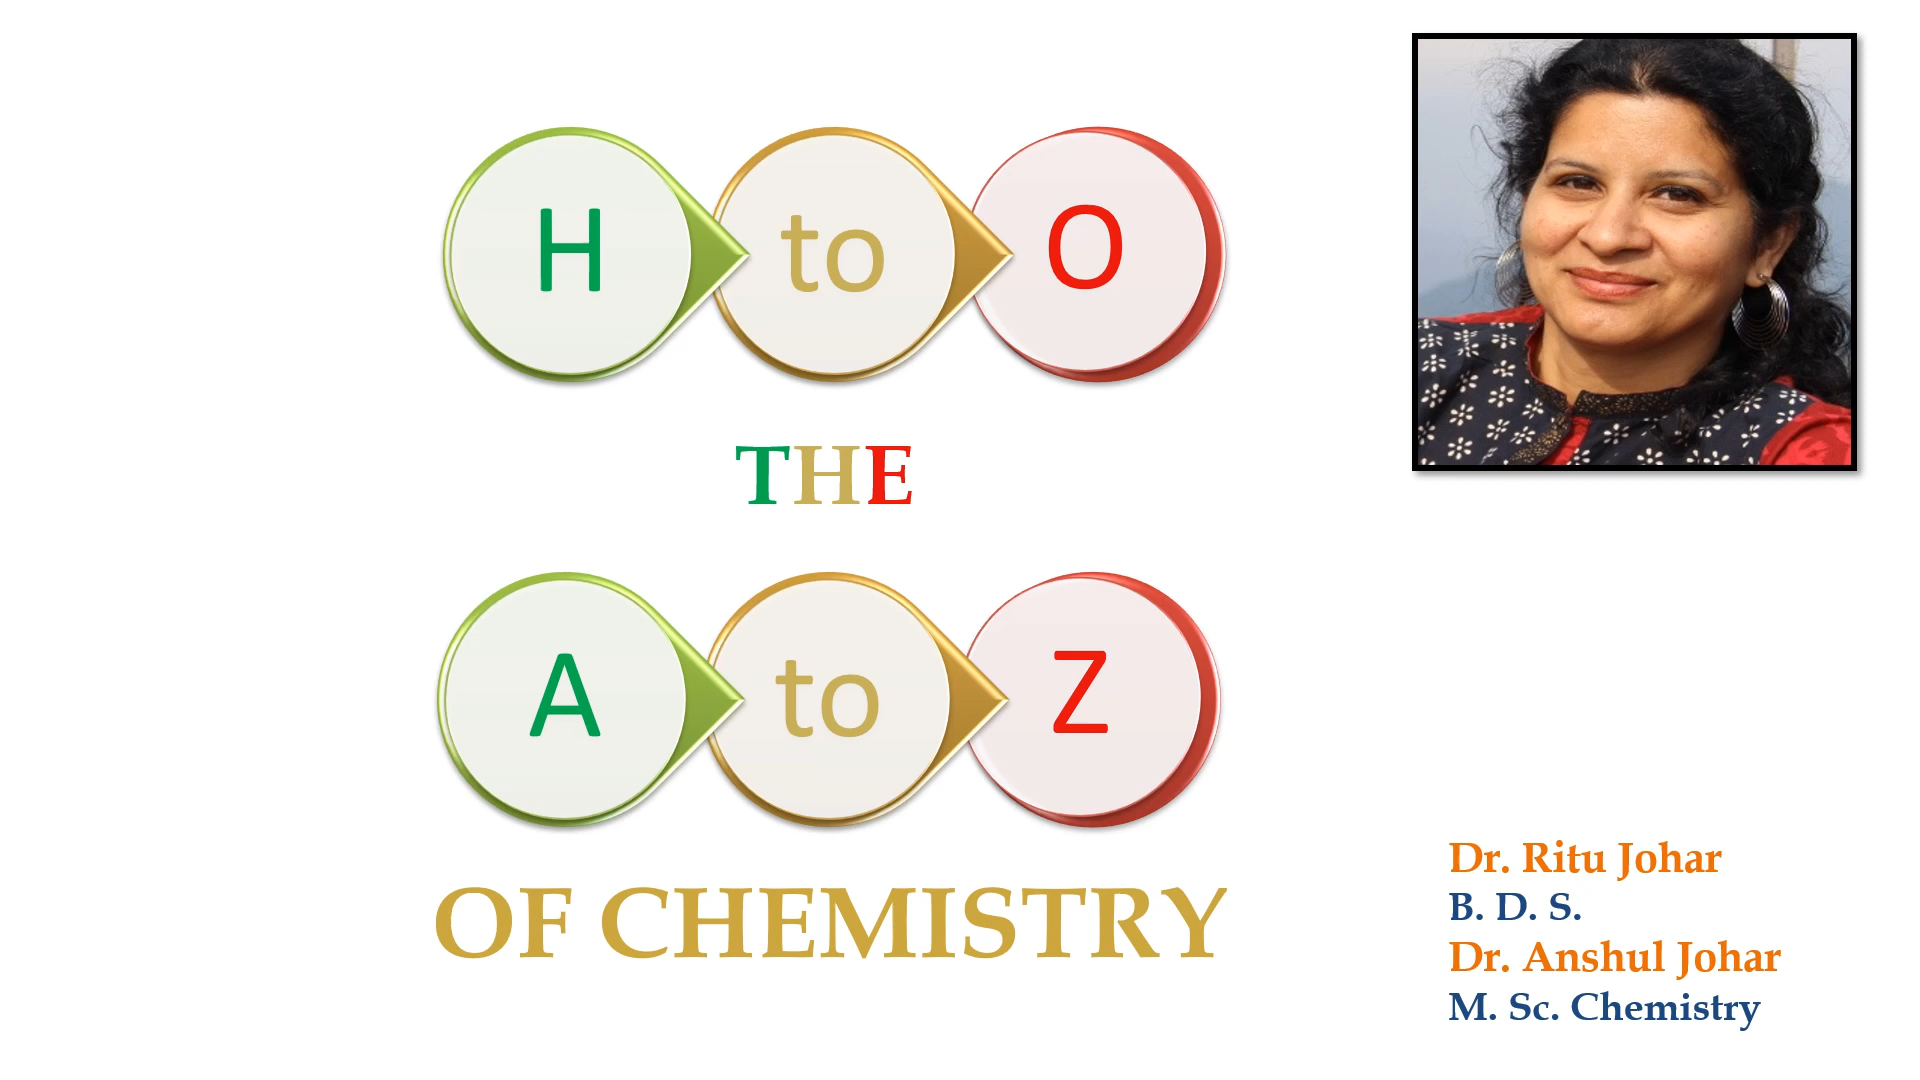 H to O
THE
A to Z
OF CHEMISTRY
Dr. Ritu Johar
B. D. S.
Dr. Anshul Johar
M. Sc. Chemistry